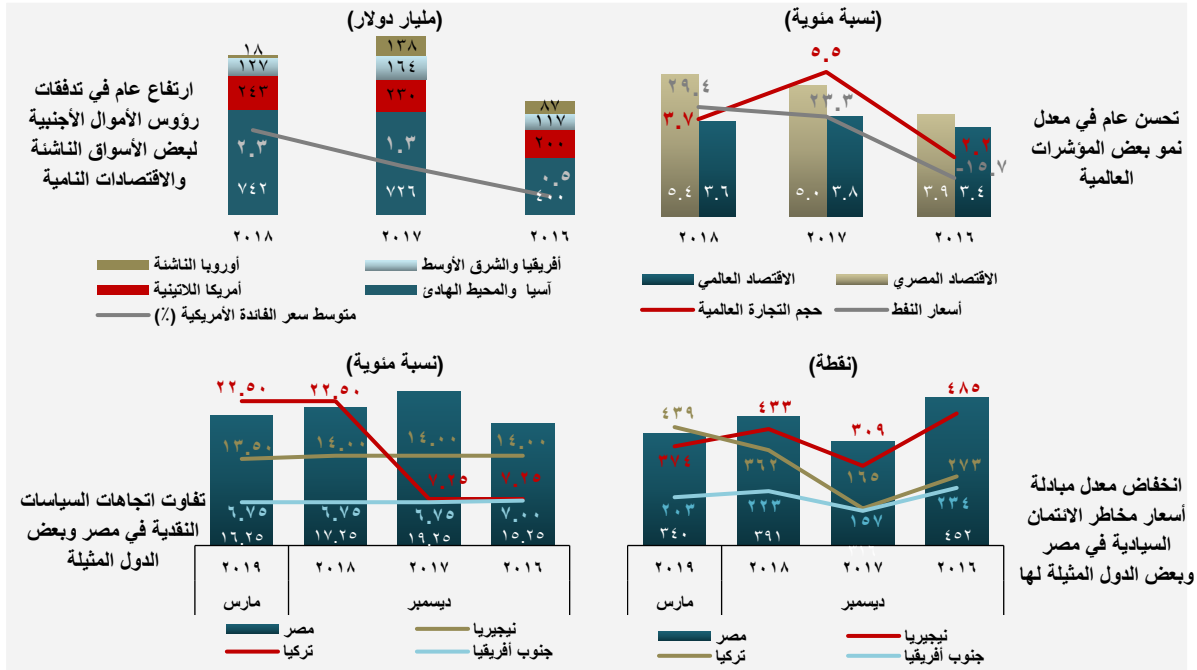 (نسبة مئوية)
تحسن عام في معدل
نمو بعض المؤشرات
العالمية
٥.٥
٢٩.٤
٢٣.٣
٣.٧
٢.٢
-١٥.٧
٥.٤ ٣.٦ ٥.٠ ٣.٨ ٣.٩ ٣.٤
٢٠١٦ ٢٠١٧ ٢٠١٨
الاقتصاد المصري الاقتصاد العالمي
أسعار النفط حجم التجارة العالمية
(مليار دولار)
ارتفاع عام في تدفقات
رؤوس الأموال الأجنبية
لبعض الأسواق الناشئة
والاقتصادات النامية
١٨ ١٣٨ ٨٧
١٢٧ ١٦٤ ١١٧
٢٤٣ ٢٣٠ ٢٠٠
٢.٣ ١.٣ ٠.٥
٧٤٢ ٧٢٦ ٤٠٠
٢٠١٦ ٢٠١٧ ٢٠١٨
أفريقيا والشرق الأوسط أوروبا الناشئة
آسيا والمحيط الهادئ أمريكا اللاتينية
متوسط سعر الفائدة الأمريكية (٪)
(نقطة)
انخفاض معدل مبادلة
أسعار مخاطر الائتمان
السيادية في مصر
وبعض الدول المثيلة لها
٤٣٩ ٤٣٣ ٣٠٩ ٤٨٥
٣٧٤ ٣٦٢ ١٦٥ ٢٧٣
٢٠٣ ٢٢٣ ١٥٧ ٢٣٤
٣٤٠ ٣٩١ ٤٥٢
٢٠١٦ ٢٠١٧ ٢٠١٨ ٢٠١٩
ديسمبر مارس
نيجيريا مصر
جنوب أفريقيا تركيا
(نسبة مئوية)
تفاوت اتجاهات السياسات
النقدية في مصر وبعض
الدول المثيلة
٢٢.٥٠ ٢٢.٥٠ ٧.٢٥ ٧.٢٥
١٣.٥٠ ١٤.٠٠ ١٤.٠٠ ١٤.٠٠
٦.٧٥ ٦.٧٥ ٦.٧٥ ٧.٠٠
١٦.٢٥ ١٧.٢٥ ١٩.٢٥ ١٥.٢٥
٢٠١٦ ٢٠١٧ ٢٠١٨ ٢٠١٩
ديسمبر مارس
نيجيريا مصر
جنوب أفريقيا تركيا